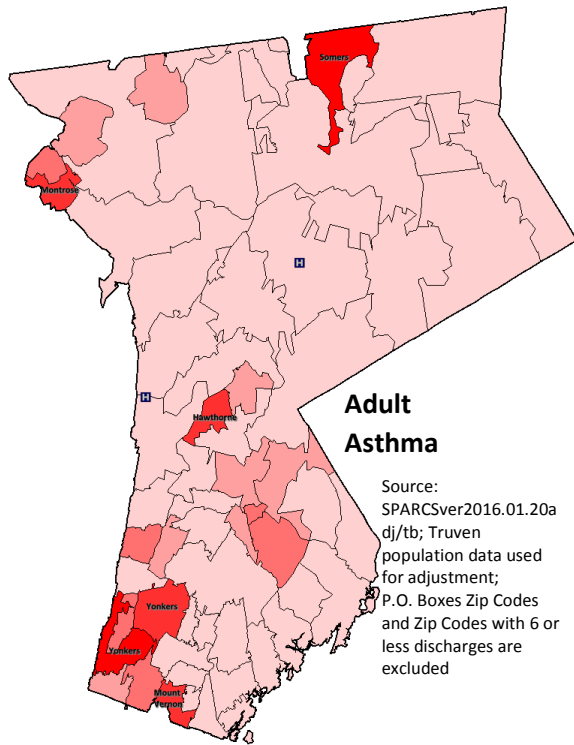 Somers
Montrose
H
H
Hawthorne
Adult
Asthma
Source:
SPARCSver2016.01.20a
dj/tb; Truven
population data used
for adjustment;
P.O. Boxes Zip Codes
and Zip Codes with 6 or
less discharges are
excluded
Yonkers
Yonkers
Mount
Vernon